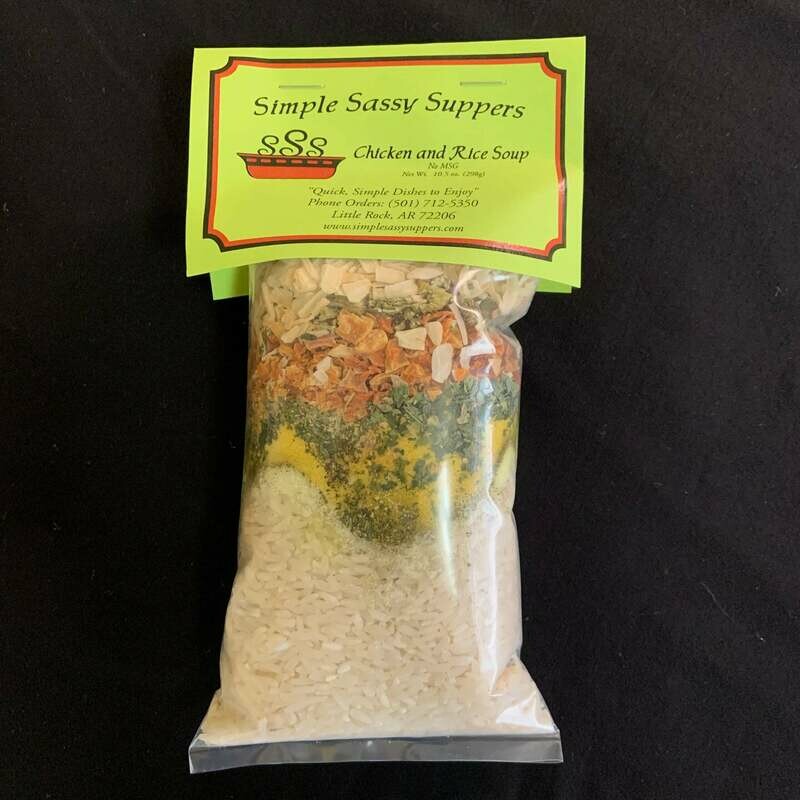 Simple Sassy Suppers
SSS
Chicken and Rice Soup
No MSG
Net Wt. 10.5 oz. (298g)
"Quick, Simple Dishes to Enjoy"
Phone Orders: (501) 712-5350
Little Rock, AR 72206
www.simplesassysuppers.com